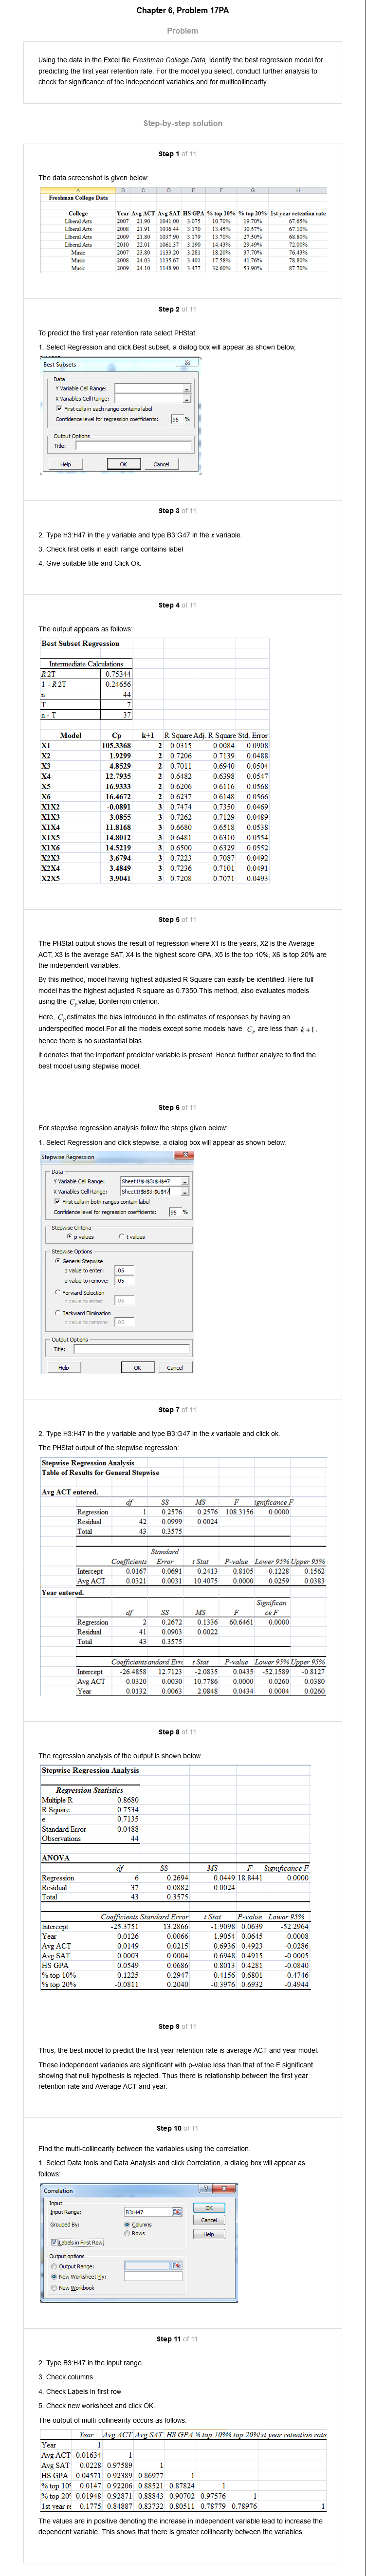 Chapter 6, Problem 17PA
Problem
Using the data in the Excel file Freshman College Data, identify the best regression model for
predicting the first year retention rate. For the model you select, conduct further analysis to
check for significance of the independent variables and for multicollinearity.
Step-by-step solution
Step 1 of 11
The data screenshot is given below:
A B C D E F G H
Freshman College Data
College Year Avg ACT Avg SAT HS GPA % top 10% % top 20% 1st year retention rate
Liberal Arts 2007 21.90 1041.00 3.075 10.70% 19.70% 67.65%
Liberal Arts 2008 21.91 1036.44 3.170 13.45% 30.57% 67.10%
Liberal Arts 2009 21.80 1037.90 3.179 13.70% 27.50% 68.80%
Liberal Arts 2010 22.01 1061.37 3.190 14.43% 29.49% 72.00%
Music 2007 23.80 1133.20 3.281 18.20% 37.70% 76.43%
Music 2008 24.03 1135.67 3.401 17.58% 41.76% 78.80%
Music 2009 24.10 1148.90 3.477 32.60% 53.90% 87.70%
Step 2 of 11
To predict the first year retention rate select PHStat:
1. Select Regression and click Best subset, a dialog box will appear as shown below,
Best Subsets
Data
Y Variable Cell Range:
X Variables Cell Range:
First cells in each range contains label
Confidence level for regression coefficients: 95 %
Output Options
Title:
Help OK Cancel
Step 3 of 11
2. Type H3:H47 in the y variable and type B3:G47 in the x variable.
3. Check first cells in each range contains label
4. Give suitable title and Click Ok.
Step 4 of 11
The output appears as follows:
Best Subset Regression
Intermediate Calculations
R2T 0.75344
1 - R2T 0.24656
n 44
T 7
n - T 37
Model Cp k+1 R Square Adj. R Square Std. Error
X1 105.3368 2 0.0315 0.0084 0.0908
X2 1.9299 2 0.7206 0.7139 0.0488
X3 4.8529 2 0.7011 0.6940 0.0504
X4 12.7935 2 0.6482 0.6398 0.0547
X5 16.9333 2 0.6206 0.6116 0.0568
X6 16.4672 2 0.6237 0.6148 0.0566
X1X2 -0.0891 3 0.7474 0.7350 0.0469
X1X3 3.0855 3 0.7262 0.7129 0.0489
X1X4 11.8168 3 0.6680 0.6518 0.0538
X1X5 14.8012 3 0.6481 0.6310 0.0554
X1X6 14.5219 3 0.6500 0.6329 0.0552
X2X3 3.6794 3 0.7223 0.7087 0.0492
X2X4 3.4849 3 0.7236 0.7101 0.0491
X2X5 3.9041 3 0.7208 0.7071 0.0493
Step 5 of 11
The PHStat output shows the result of regression where X1 is the years, X2 is the Average
ACT, X3 is the average SAT, X4 is the highest score GPA, X5 is the top 10%, X6 is top 20% are
the independent variables.
By this method, model having highest adjusted R Square can easily be identified. Here full
model has the highest adjusted R square as 0.7350.This method, also evaluates models
using the Cp value, Bonferroni criterion.
Here, Cp estimates the bias introduced in the estimates of responses by having an
underspecified model.For all the models except some models have Cp are less than k+1,
hence there is no substantial bias.
It denotes that the important predictor variable is present. Hence further analyze to find the
best model using stepwise model.
Step 6 of 11
For stepwise regression analysis follow the steps given below:
1. Select Regression and click stepwise, a dialog box will appear as shown below.
Stepwise Regression
Data
Y Variable Cell Range: Sheet1!$H$3:$H$47
X Variables Cell Range: Sheet1!$B$3:$G$47
First cells in both ranges contain label
Confidence level for regression coefficients: 95 %
Stepwise Criteria
p values t values
Stepwise Options
General Stepwise
p value to enter: .05
p value to remove: .05
Forward Selection
p value to enter: .05
Backward Elimination
p value to remove: .05
Output Options
Title:
Help OK Cancel
Step 7 of 11
2. Type H3:H47 in the y variable and type B3:G47 in the x variable and click ok.
The PHStat output of the stepwise regression:
Stepwise Regression Analysis
Table of Results for General Stepwise
Avg ACT entered.
df SS MS F ignificance F
Regression 1 0.2576 0.2576 108.3156 0.0000
Residual 42 0.0999 0.0024
Total 43 0.3575
Standard
Coefficients Error t Stat P-value Lower 95% Upper 95%
Intercept 0.0167 0.0691 0.2413 0.8105 -0.1228 0.1562
Avg ACT 0.0321 0.0031 10.4075 0.0000 0.0259 0.0383
Year entered.
Significan
df SS MS F ce F
Regression 2 0.2672 0.1336 60.6461 0.0000
Residual 41 0.0903 0.0022
Total 43 0.3575
Coefficients andard Erro t Stat P-value Lower 95% Upper 95%
Intercept -26.4858 12.7123 -2.0835 0.0435 -52.1589 -0.8127
Avg ACT 0.0320 0.0030 10.7786 0.0000 0.0260 0.0380
Year 0.0132 0.0063 2.0848 0.0434 0.0004 0.0260
Step 8 of 11
The regression analysis of the output is shown below.
Stepwise Regression Analysis
Regression Statistics
Multiple R 0.8680
R Square 0.7534
e 0.7135
Standard Error 0.0488
Observations 44
ANOVA
df SS MS F Significance F
Regression 6 0.2694 0.0449 18.8441 0.0000
Residual 37 0.0882 0.0024
Total 43 0.3575
Coefficients Standard Error t Stat P-value Lower 95%
Intercept -25.3751 13.2866 -1.9098 0.0639 -52.2964
Year 0.0126 0.0066 1.9054 0.0645 -0.0008
Avg ACT 0.0149 0.0215 0.6936 0.4923 -0.0286
Avg SAT 0.0003 0.0004 0.6948 0.4915 -0.0005
HS GPA 0.0549 0.0686 0.8013 0.4281 -0.0840
% top 10% 0.1225 0.2947 0.4156 0.6801 -0.4746
% top 20% -0.0811 0.2040 -0.3976 0.6932 -0.4944
Step 9 of 11
Thus, the best model to predict the first year retention rate is average ACT and year model.
These independent variables are significant with p-value less than that of the F significant
showing that null hypothesis is rejected. Thus there is relationship between the first year
retention rate and Average ACT and year.
Step 10 of 11
Find the multi-collinearity between the variables using the correlation.
1. Select Data tools and Data Analysis and click Correlation, a dialog box will appear as
follows:
Correlation
Input
Input Range: B3:H47
Grouped By: Columns
Rows
Labels in First Row
Output options
Output Range:
New Worksheet Ply:
New Workbook
OK
Cancel
Help
Step 11 of 11
2. Type B3:H47 in the input range
3. Check columns
4. Check Labels in first row
5. Check new worksheet and click OK.
The output of multi-collinearity occurs as follows:
Year Avg ACT Avg SAT HS GPA % top 10% % top 20% 1st year retention rate
Year 1
Avg ACT 0.01634 1
Avg SAT 0.0228 0.97589 1
HS GPA 0.04571 0.92389 0.86977 1
% top 10% 0.0147 0.92206 0.88521 0.87824 1
% top 20% 0.01948 0.92871 0.88843 0.90702 0.97576 1
1st year re 0.1775 0.84887 0.83732 0.80511 0.78779 0.78976 1
The values are in positive denoting the increase in independent variable lead to increase the
dependent variable. This shows that there is greater collinearity between the variables.